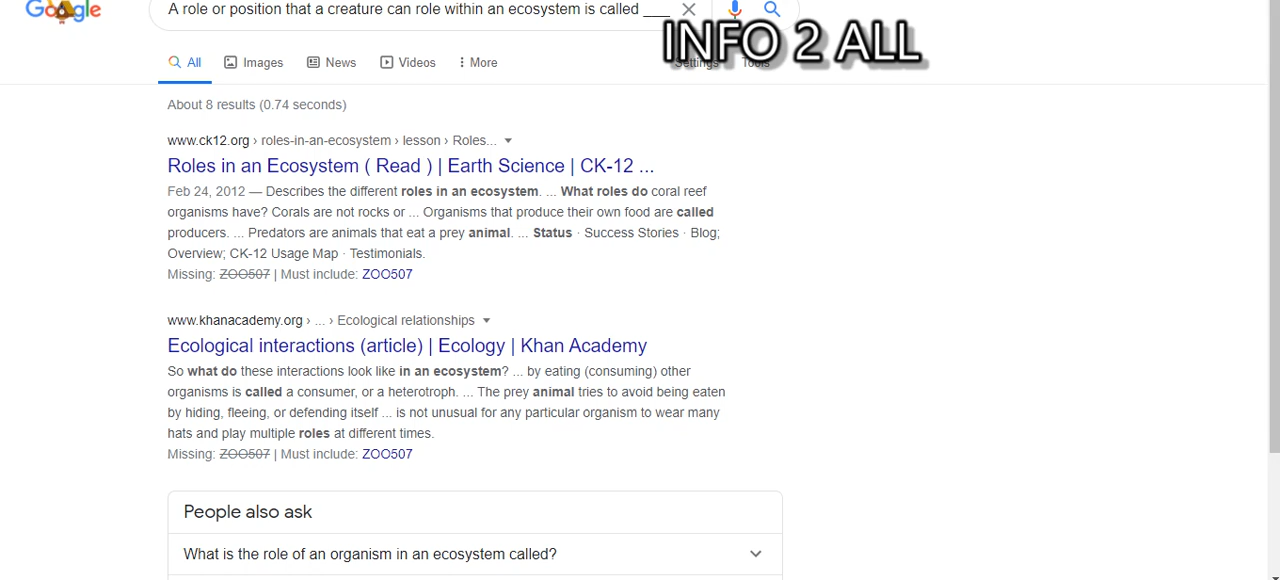 Google
A role or position that a creature can role within an ecosystem is called ____
INFO 2 ALL
All Images News Videos More Settings Tools
About 8 results (0.74 seconds)
www.ck12.org › roles-in-an-ecosystem › lesson › Roles...
Roles in an Ecosystem ( Read ) | Earth Science | CK-12 ...
Feb 24, 2012 — Describes the different roles in an ecosystem. ... What roles do coral reef
organisms have? Corals are not rocks or ... Organisms that produce their own food are called
producers. ... Predators are animals that eat a prey animal. ... Status · Success Stories · Blog;
Overview; CK-12 Usage Map · Testimonials.
Missing: ZOO507 | Must include: ZOO507
www.khanacademy.org › ... › Ecological relationships
Ecological interactions (article) | Ecology | Khan Academy
So what do these interactions look like in an ecosystem? ... by eating (consuming) other
organisms is called a consumer, or a heterotroph. ... The prey animal tries to avoid being eaten
by hiding, fleeing, or defending itself ... is not unusual for any particular organism to wear many
hats and play multiple roles at different times.
Missing: ZOO507 | Must include: ZOO507
People also ask
What is the role of an organism in an ecosystem called?